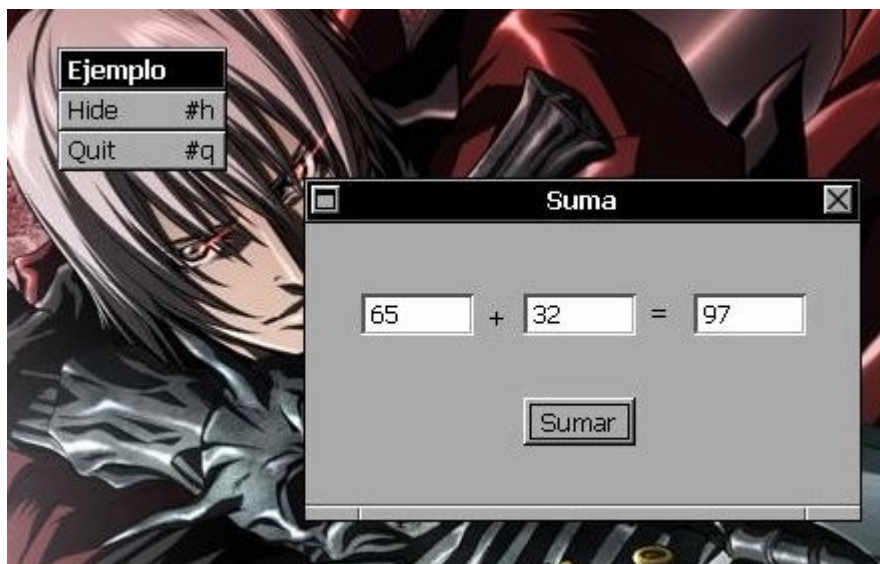 Ejemplo
Hide #h
Quit #q
Suma
65 + 32 = 97
Sumar